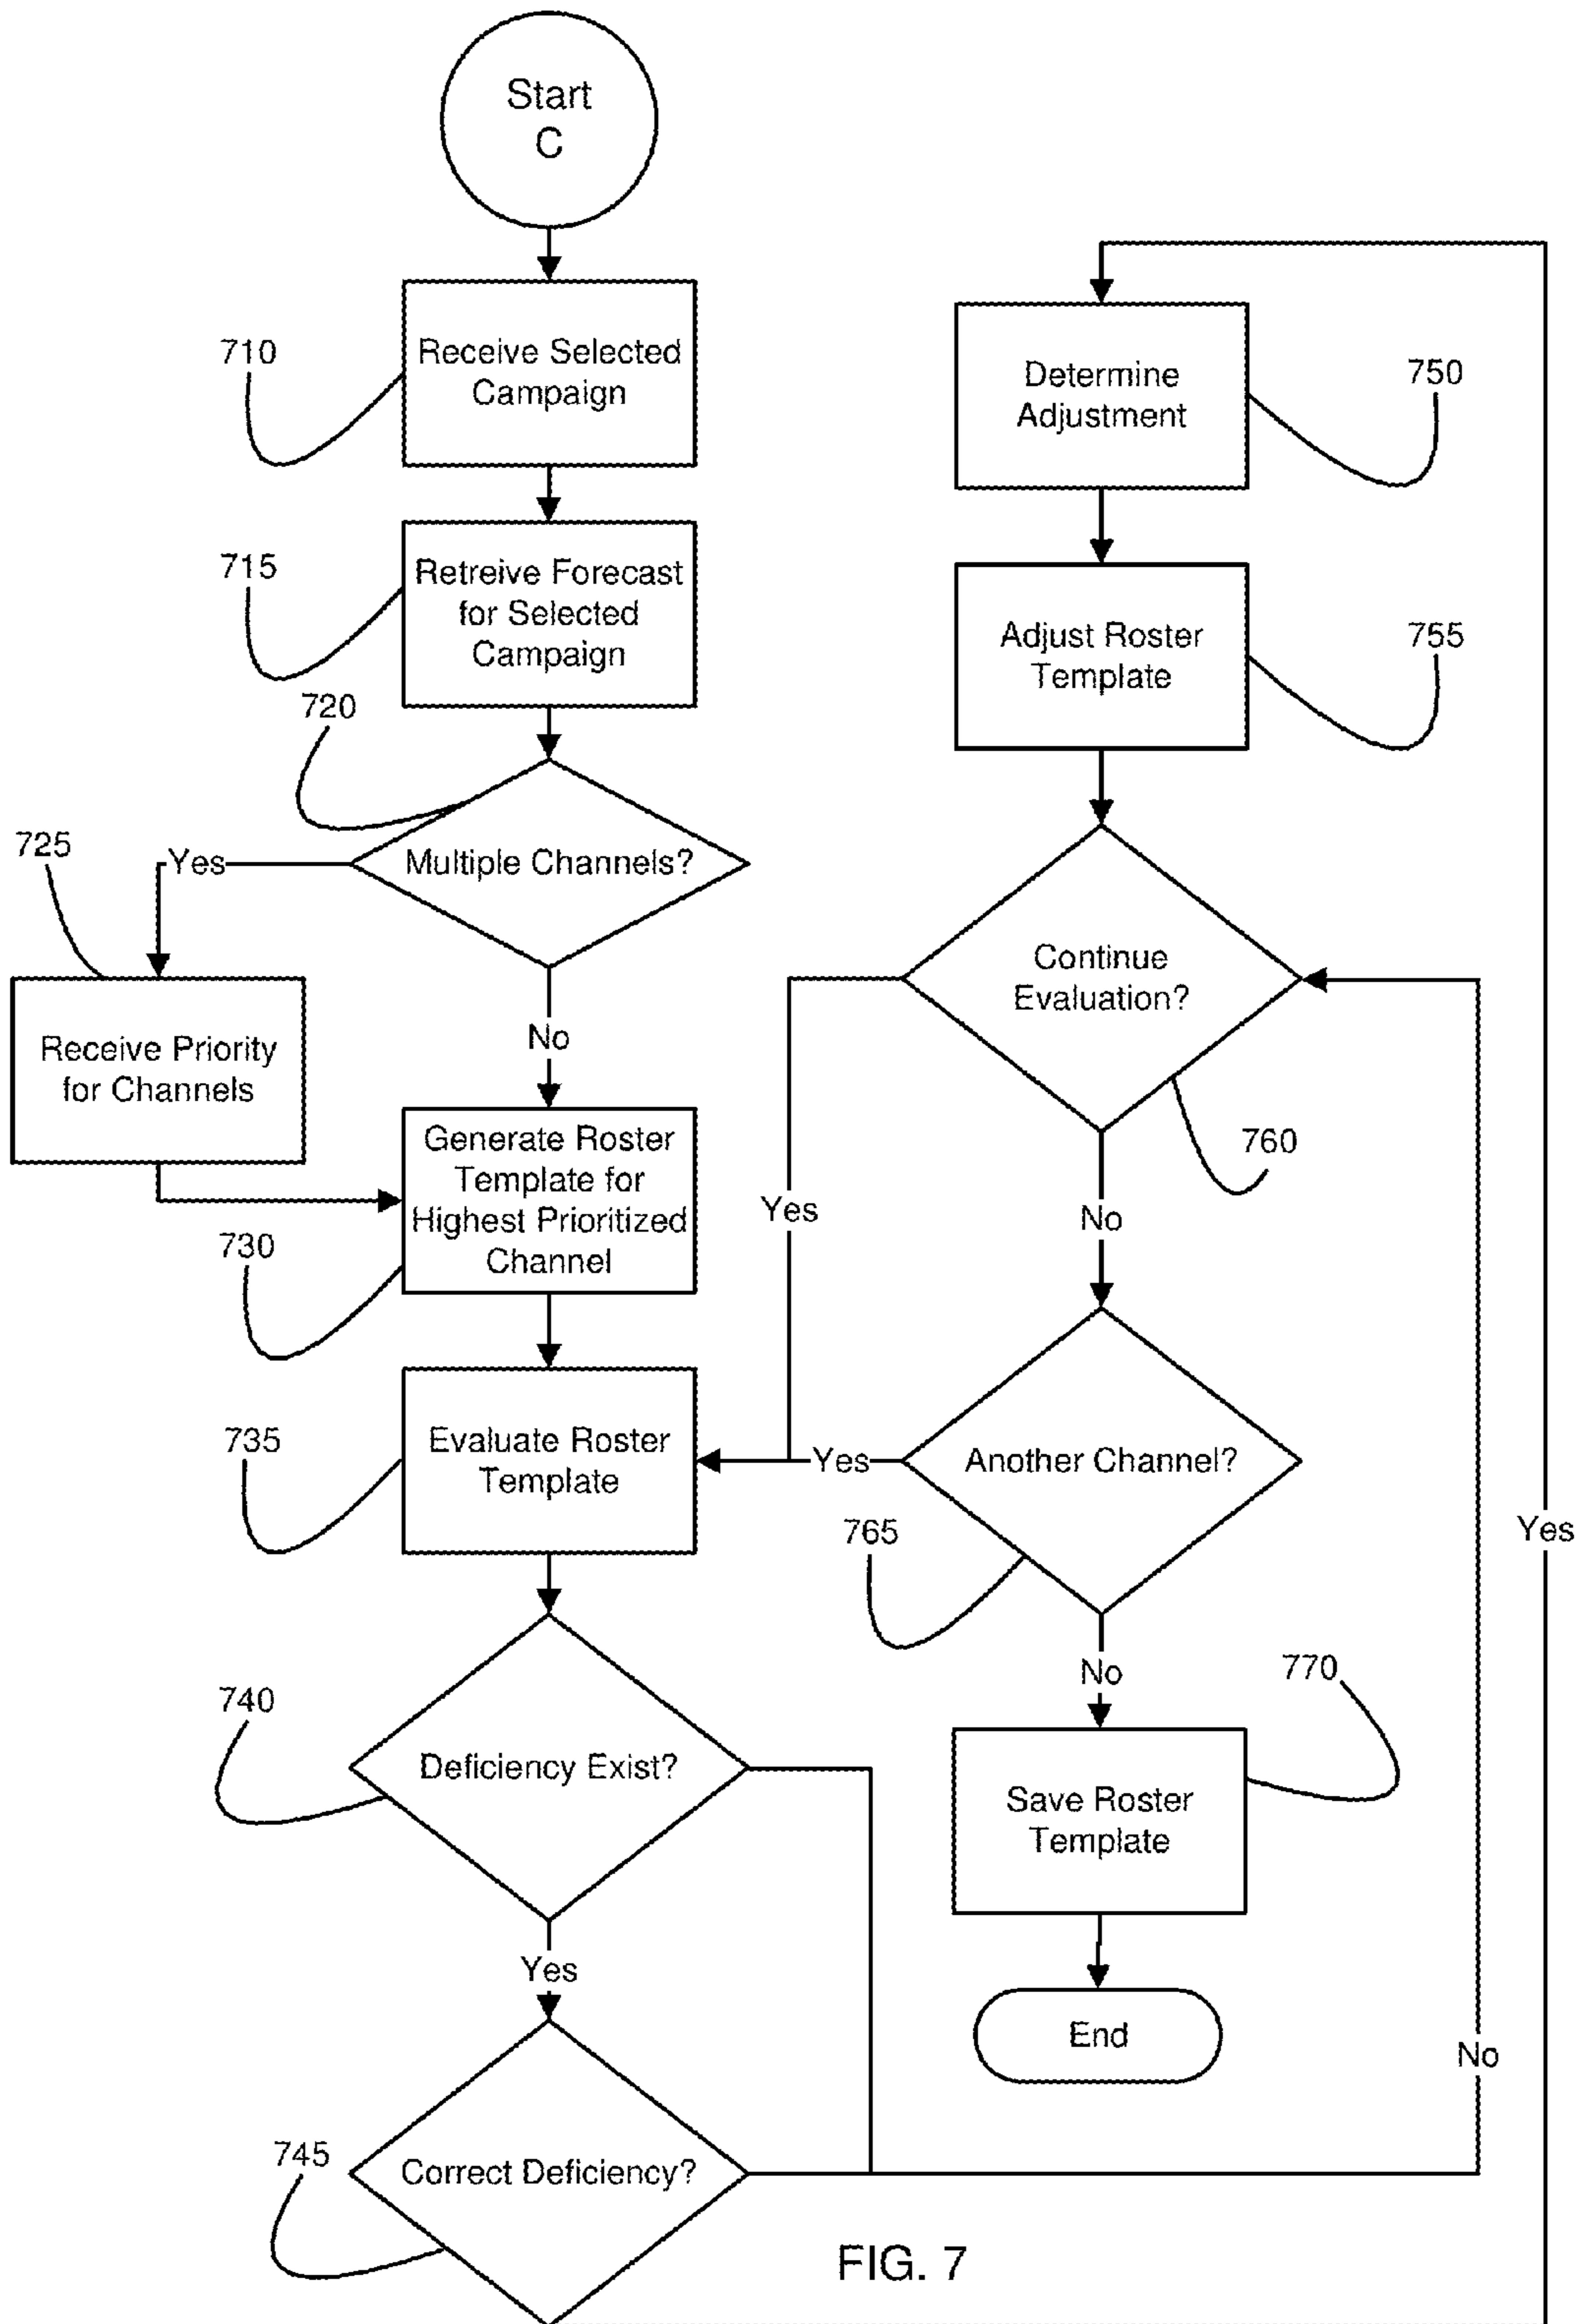 Start
C
710
Receive Selected
Campaign
715
Retreive Forecast
for Selected
Campaign
720
Multiple Channels?
Yes
725
Receive Priority
for Channels
No
Generate Roster
Template for
Highest Prioritized
Channel
730
Evaluate Roster
Template
735
Deficiency Exist?
740
Yes
Correct Deficiency?
745
Determine
Adjustment
750
Adjust Roster
Template
755
Continue
Evaluation?
760
Yes
No
Another Channel?
Yes
765
No
770
Save Roster
Template
End
No
Yes
FIG. 7